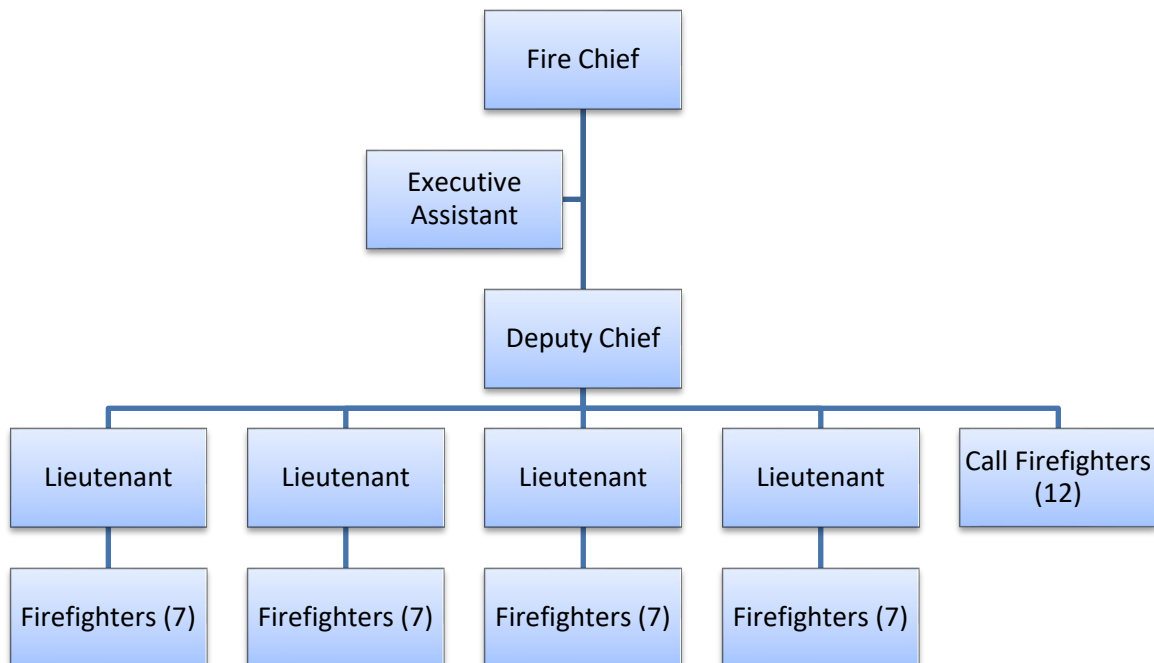 Fire Chief
Executive
Assistant
Deputy Chief
Lieutenant
Lieutenant
Lieutenant
Lieutenant
Call Firefighters
(12)
Firefighters (7)
Firefighters (7)
Firefighters (7)
Firefighters (7)